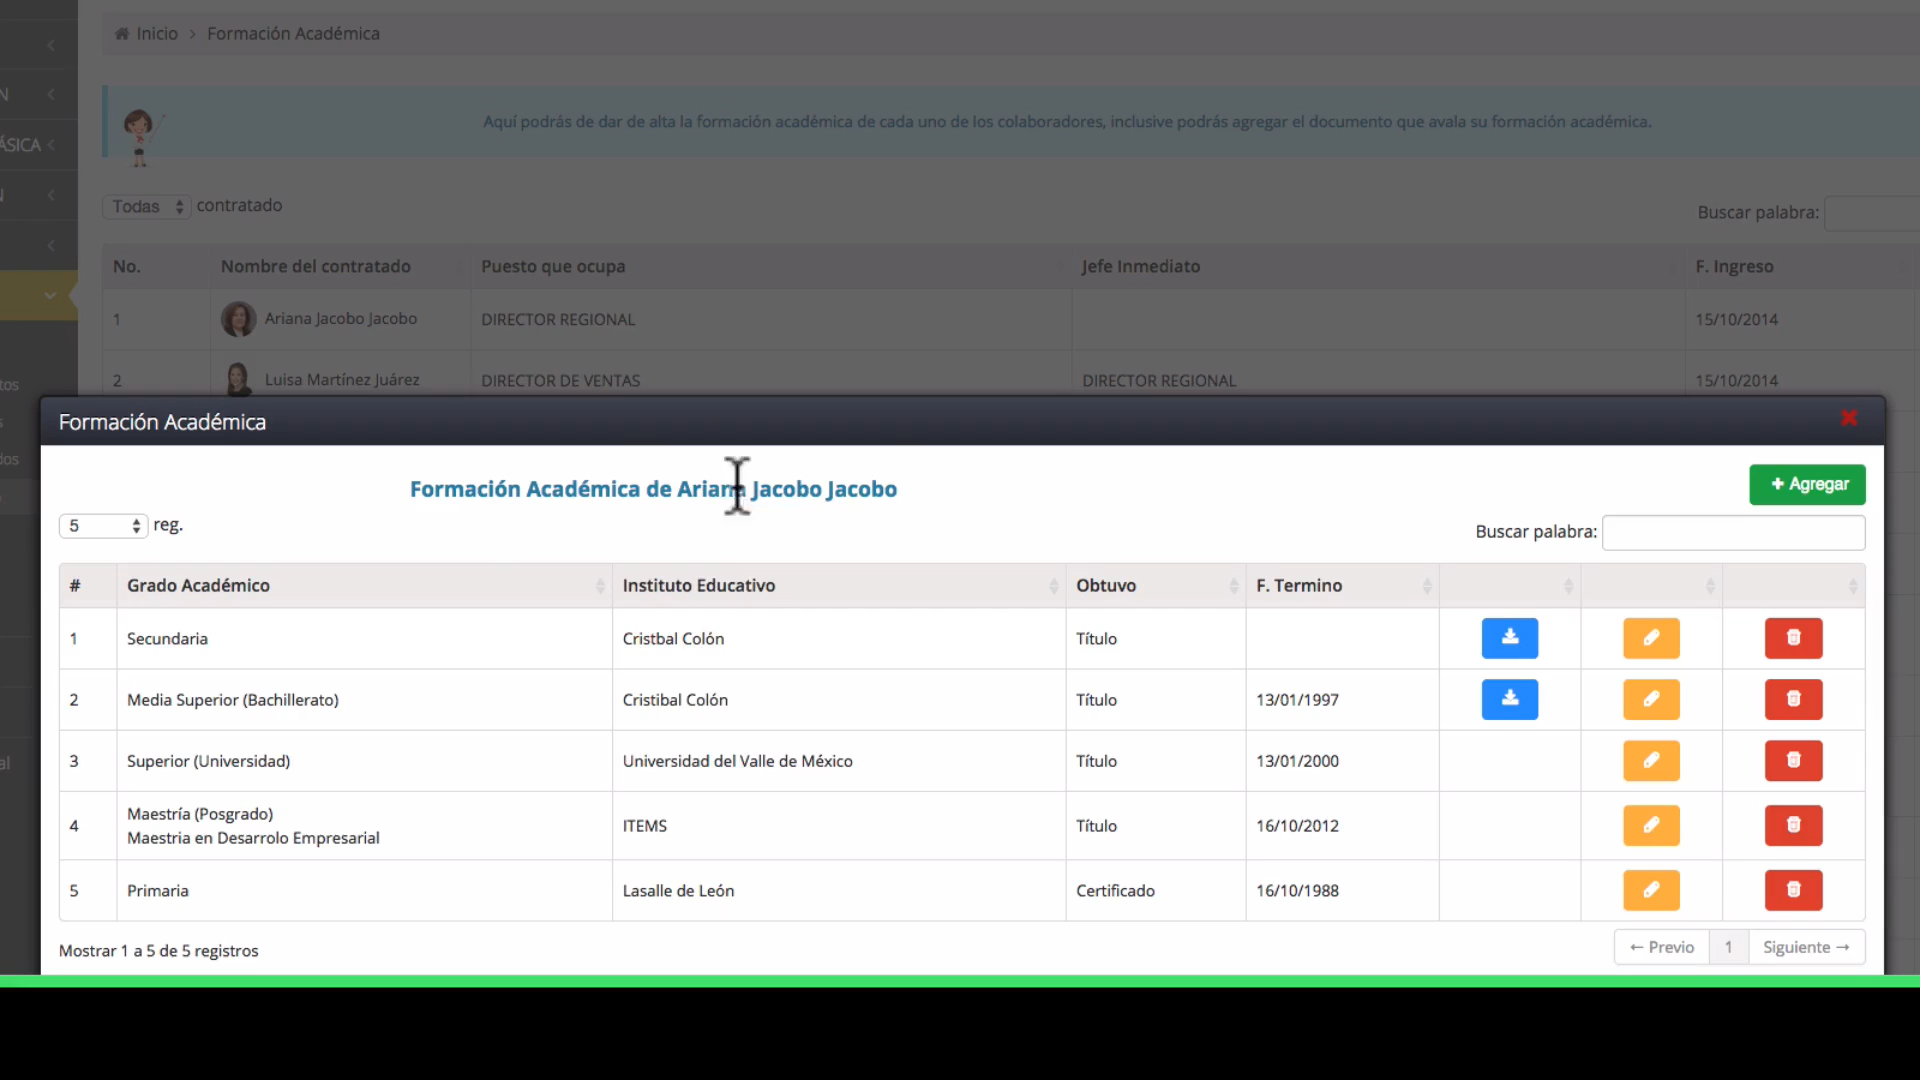 Inicio > Formación Académica
N
ÁSICA
Aquí podrás de dar de alta la formación académica de cada uno de los colaboradores, inclusive podrás agregar el documento que avala su formación académica.
Todas contratado
Buscar palabra:
No. Nombre del contratado Puesto que ocupa Jefe Inmediato F. Ingreso
1 Ariana Jacobo Jacobo DIRECTOR REGIONAL 15/10/2014
2 Luisa Martínez Juárez DIRECTOR DE VENTAS DIRECTOR REGIONAL 15/10/2014
tos
s
dos
al
Formación Académica
Formación Académica de Ariana Jacobo Jacobo
+ Agregar
5 reg.
Buscar palabra:
# Grado Académico Instituto Educativo Obtuvo F. Termino
1 Secundaria Cristbal Colón Título
2 Media Superior (Bachillerato) Cristibal Colón Título 13/01/1997
3 Superior (Universidad) Universidad del Valle de México Título 13/01/2000
4 Maestría (Posgrado) ITEMS Título 16/10/2012
Maestria en Desarrolo Empresarial
5 Primaria Lasalle de León Certificado 16/10/1988
Mostrar 1 a 5 de 5 registros
← Previo 1 Siguiente →